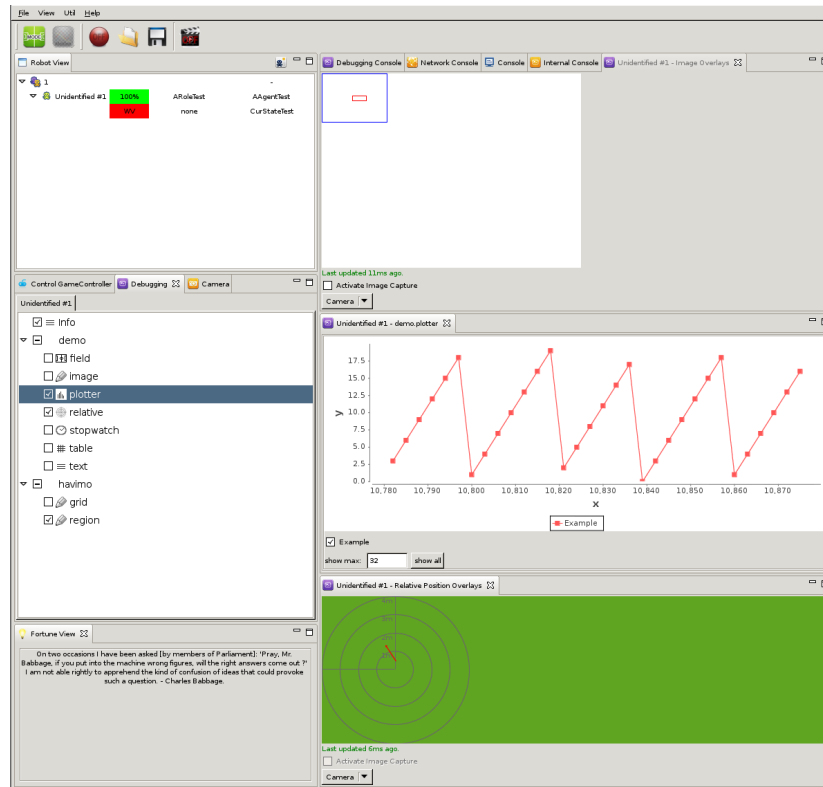 File View Util Help
Robot View
1 -
Unidentified #1 100% ARoleTest AAgentTest
WV none CurStateTest
Control GameController Debugging Camera
Unidentified #1
Info
demo
field
image
plotter
relative
stopwatch
table
text
havimo
grid
region
Fortune View
On two occasions I have been asked [by members of Parliament]: 'Pray, Mr.
Babbage, if you put into the machine wrong figures, will the right answers come out ?'
I am not able rightly to apprehend the kind of confusion of ideas that could provoke
such a question. - Charles Babbage.
Debugging Console Network Console Console Internal Console Unidentified #1 - Image Overlays
Last updated 11ms ago.
Activate Image Capture
Camera
Unidentified #1 - demo.plotter
17.5
15.0
12.5
10.0
7.5
5.0
2.5
0.0
y
10,780 10,790 10,800 10,810 10,820 10,830 10,840 10,850 10,860 10,870
x
Example
Example
show max: 32 show all
Unidentified #1 - Relative Position Overlays
2m
Last updated 6ms ago.
Activate Image Capture
Camera